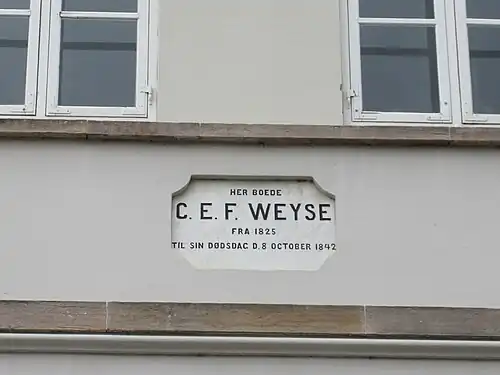 HER BOEDE
C. E. F. WEYSE
FRA 1825
TIL SIN DØDSDAG D. 8 OCTOBER 1842